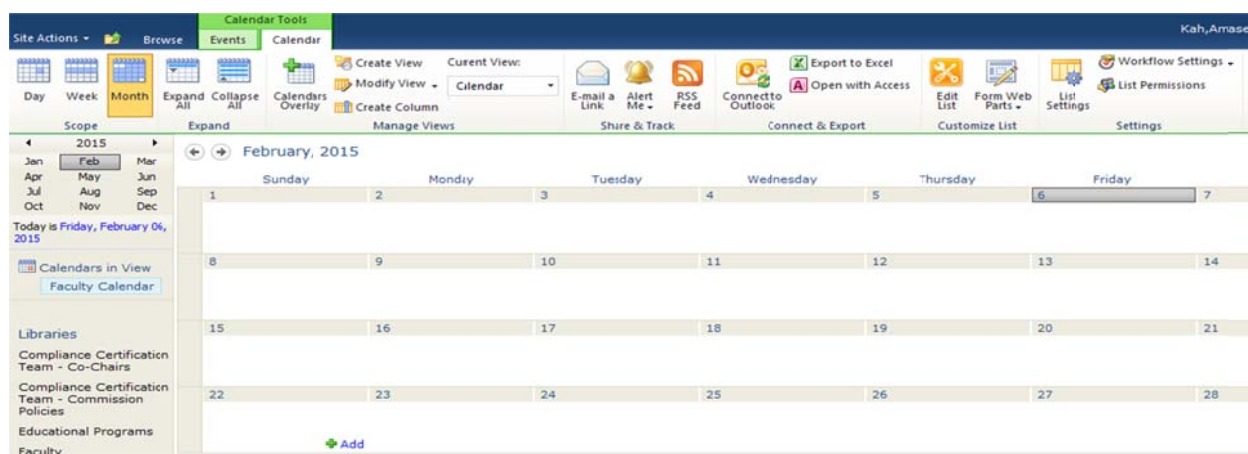 Calendar Tools
Site Actions Browse Events Calendar Kah,Amase
Day Week Month Expand All Collapse All Calendars Overlay Create View Modify View Create Column Curent View: Cilendar E-mail a Link Alert Me RSS Feed Connect to Outlook Export to Excel Open with Access Edit List Form Web Parts List Settings Workflow Settings List Permissions
Scope Expand Manage Views Share & Track Connect & Export Customize List Settings
2015
Jan Feb Mar
Apr May Jun
Jul Aug Sep
Oct Nov Dec
Today is Friday, February 06,
2015
Calendars in View
Faculty Calendar
Libraries
Compliance Certification
Team - Co-Chairs
Compliance Certification
Team - Commission
Policies
Educational Programs
Faculty
February, 2015
Sunday Monday Tuesday Wednesday Thursday Friday
1 2 3 4 5 6 7
8 9 10 11 12 13 14
15 16 17 18 19 20 21
22 23 24 25 26 27 28
Add